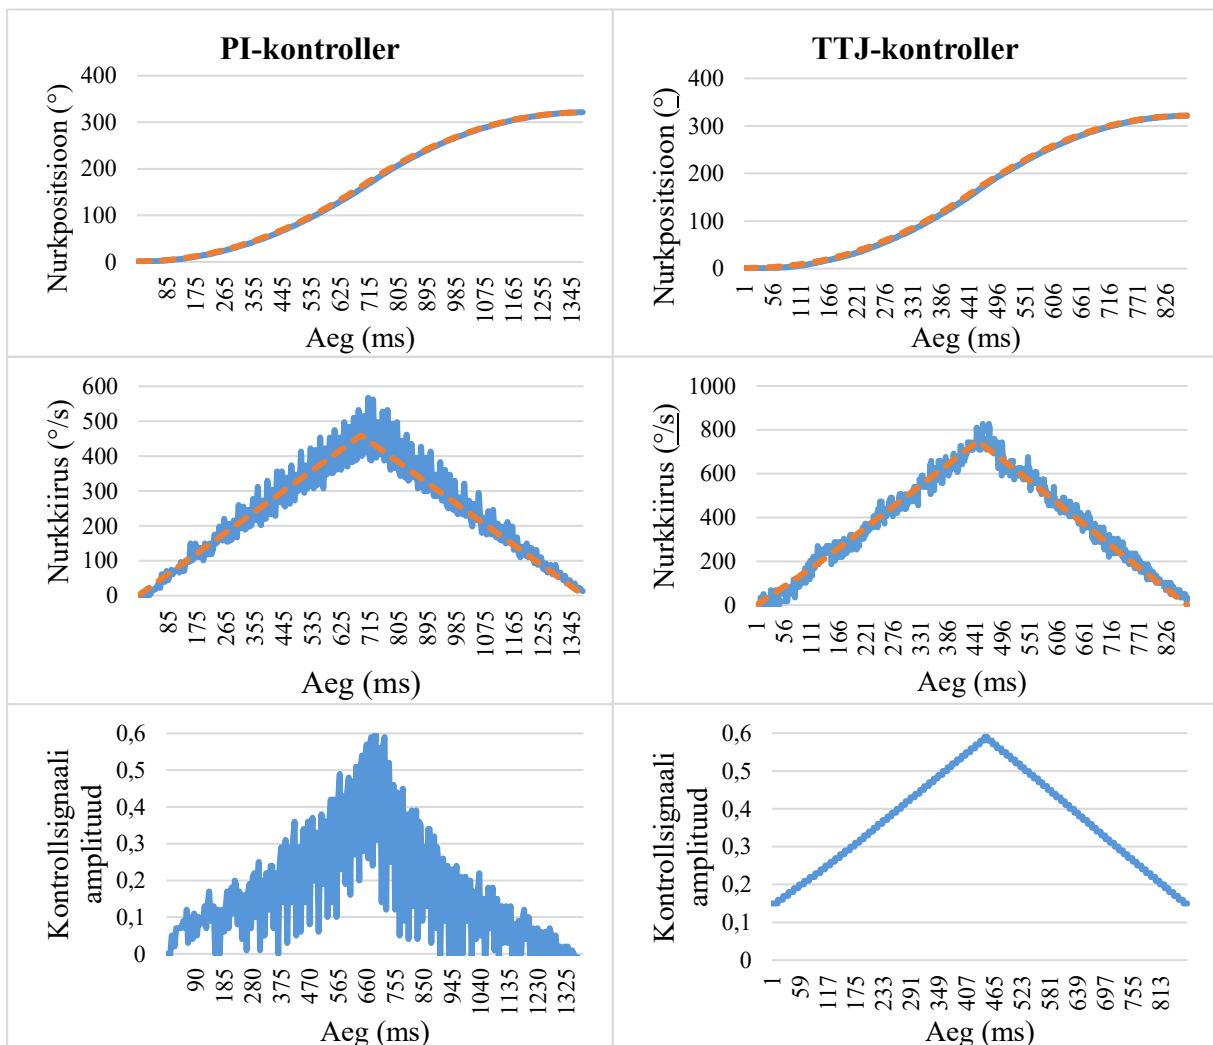 PI-kontroller
Nurkpositsioon (°)
400
300
200
100
0
85 175 265 355 445 535 625 715 805 895 985 1075 1165 1255 1345
Aeg (ms)
TTJ-kontroller
Nurkpositsioon (°)
400
300
200
100
0
1 56 111 166 221 276 331 386 441 496 551 606 661 716 771 826
Aeg (ms)
Nurkkiirus (°/s)
600
500
400
300
200
100
0
85 175 265 355 445 535 625 715 805 895 985 1075 1165 1255 1345
Aeg (ms)
Nurkkiirus (°/s)
1000
800
600
400
200
0
1 56 111 166 221 276 331 386 441 496 551 606 661 716 771 826
Aeg (ms)
Kontrollsignaali
amplituud
0,6
0,5
0,4
0,3
0,2
0,1
0
90 185 280 375 470 565 660 755 850 945 1040 1135 1230 1325
Aeg (ms)
Kontrollsignaali
amplituud
0,6
0,5
0,4
0,3
0,2
0,1
0
1 59 117 175 233 291 349 407 465 523 581 639 697 755 813
Aeg (ms)